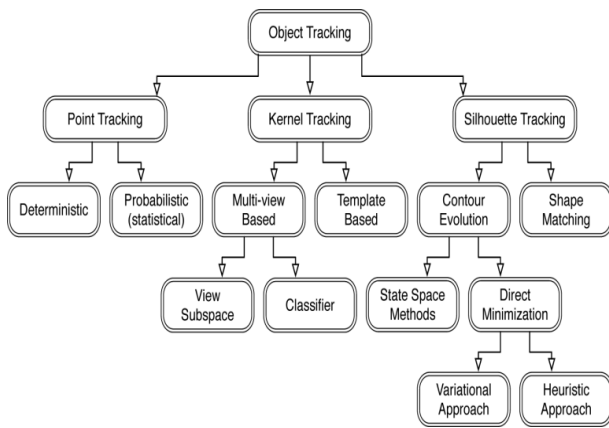 Object Tracking
Point Tracking
Kernel Tracking
Silhouette Tracking
Deterministic
Probabilistic
(statistical)
Multi-view
Based
Template
Based
Contour
Evolution
Shape
Matching
View
Subspace
Classifier
State Space
Methods
Direct
Minimization
Variational
Approach
Heuristic
Approach